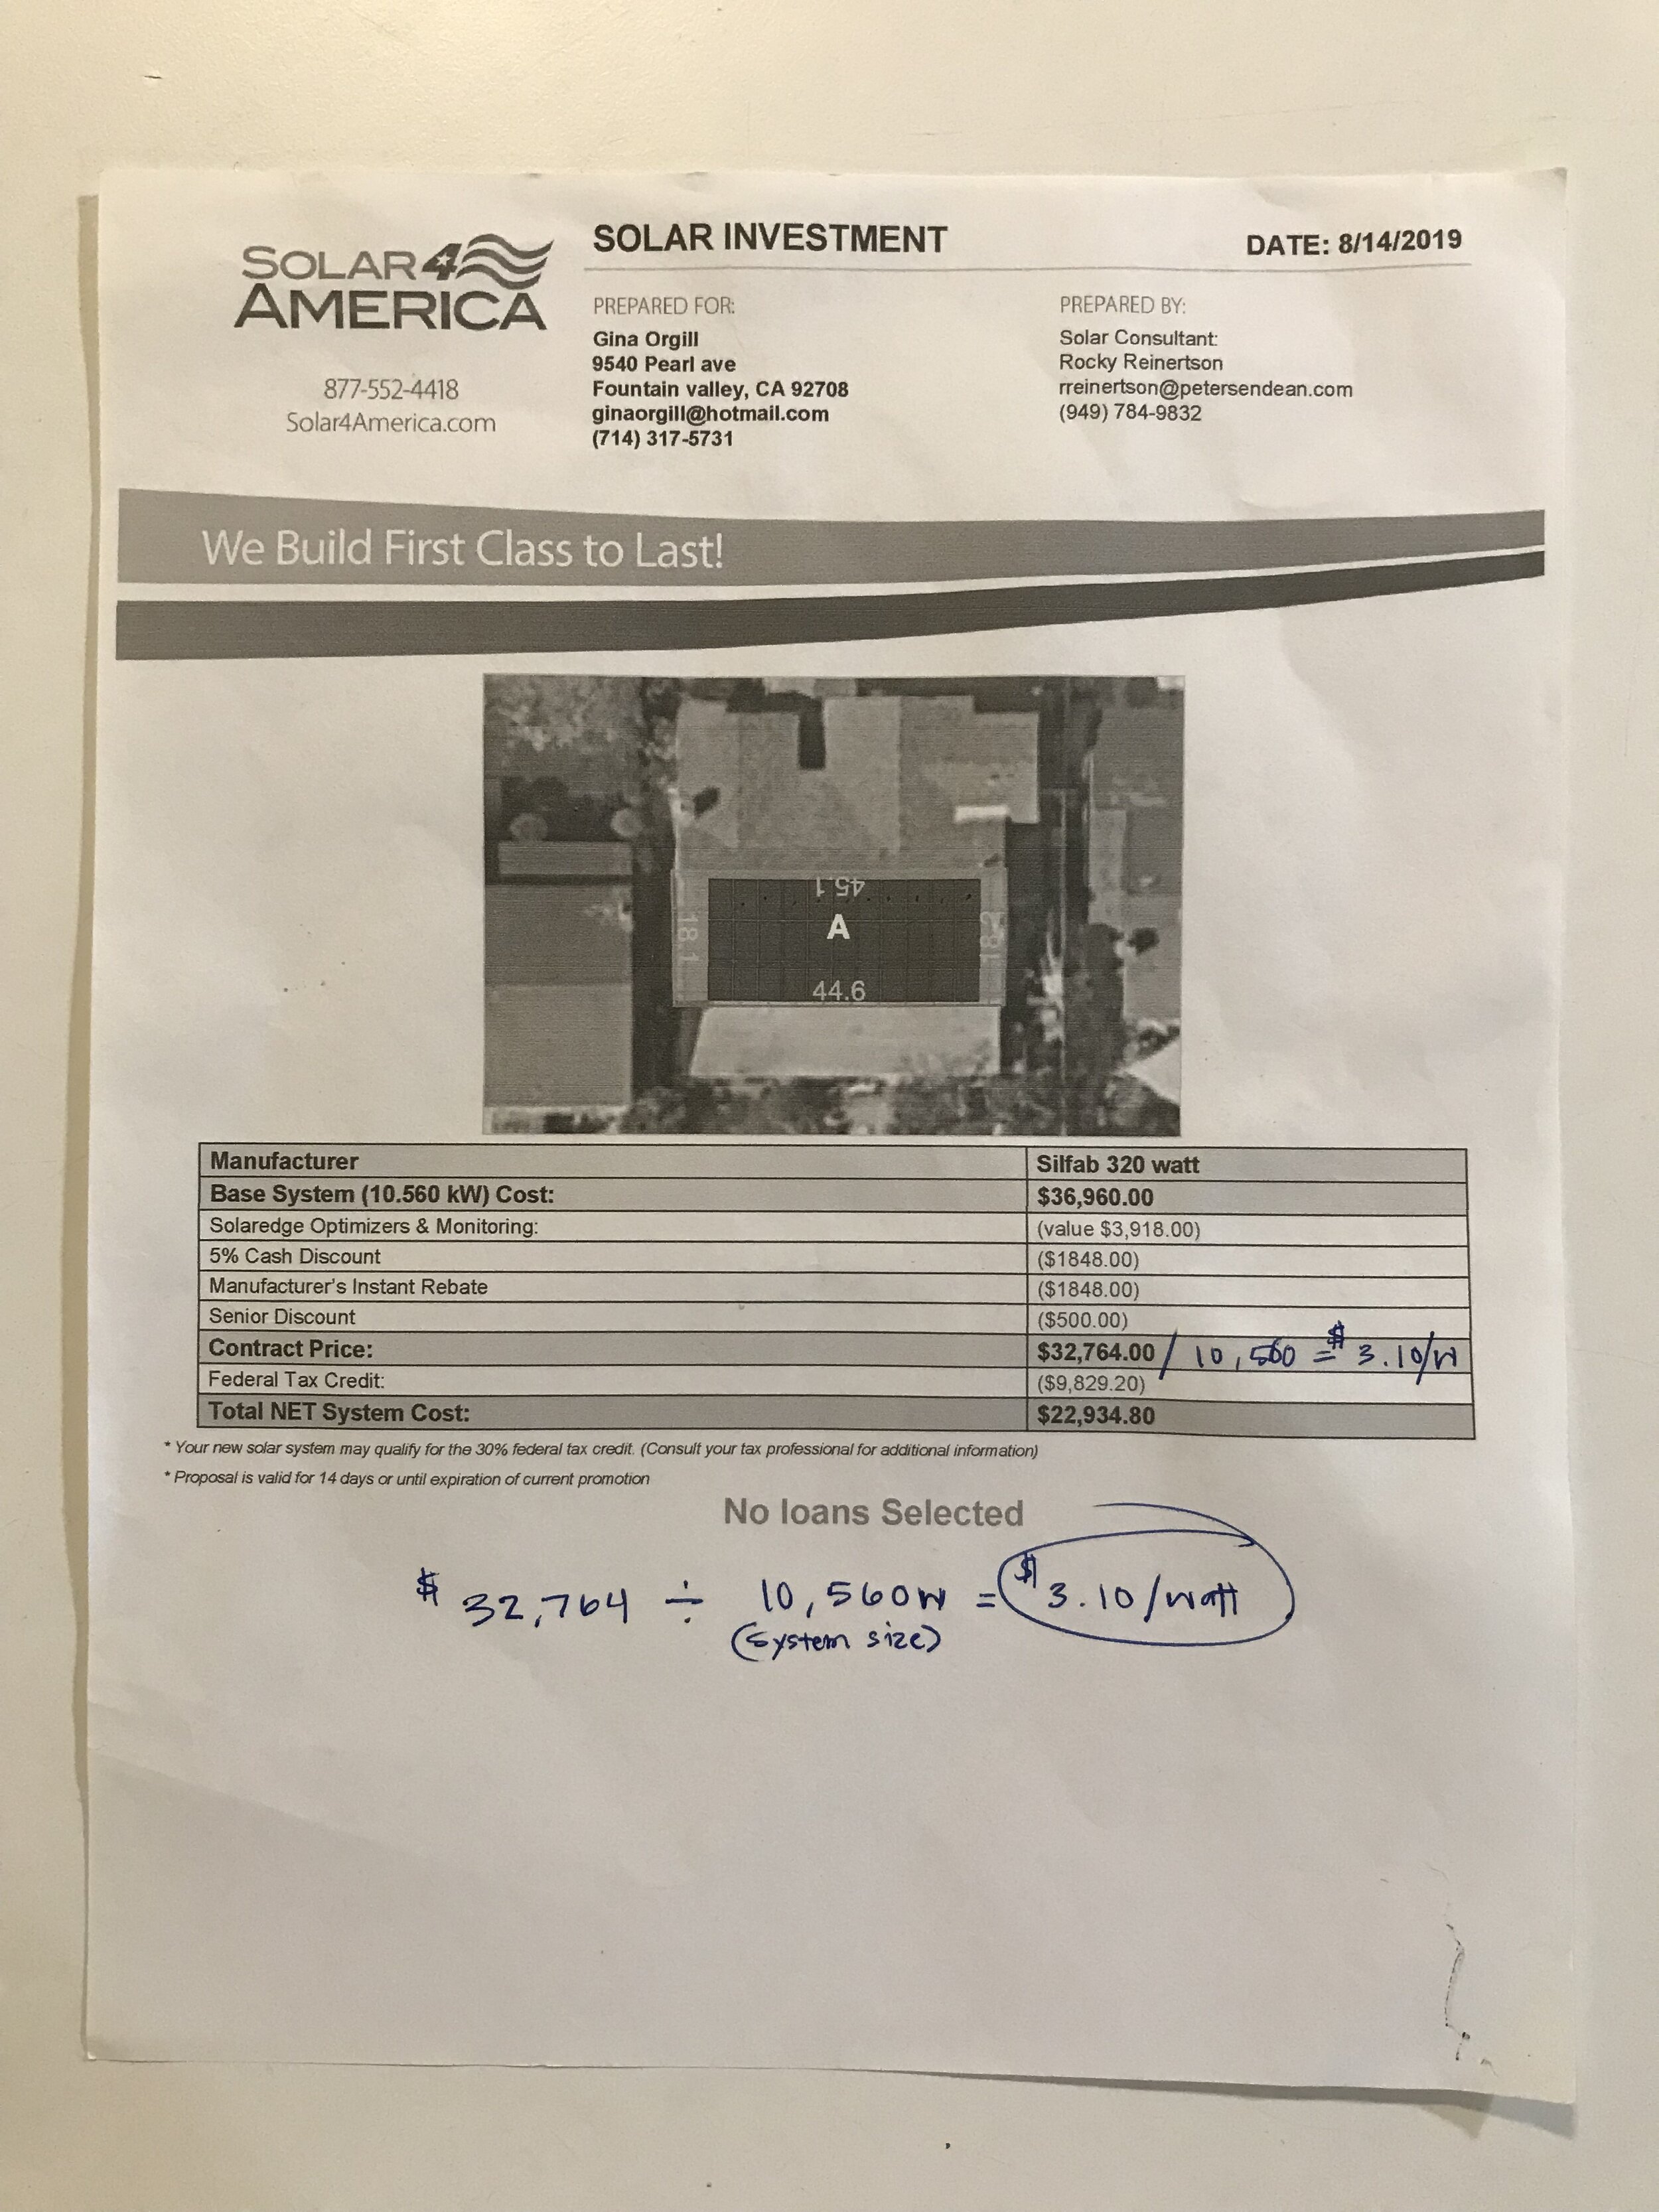 SOLAR 4
AMERICA
877-552-4418
Solar4America.com
SOLAR INVESTMENT
DATE: 8/14/2019
PREPARED FOR:
Gina Orgill
9540 Pearl ave
Fountain valley, CA 92708
ginaorgill@hotmail.com
(714) 317-5731
PREPARED BY:
Solar Consultant:
Rocky Reinertson
rreinertson@petersendean.com
(949) 784-9832
We Build First Class to Last!
45.1
A
18.1
18.2
44.6
Manufacturer Silfab 320 watt
Base System (10.560 kW) Cost: $36,960.00
Solaredge Optimizers & Monitoring: (value $3,918.00)
5% Cash Discount ($1848.00)
Manufacturer's Instant Rebate ($1848.00)
Senior Discount ($500.00)
Contract Price: $32,764.00 / 10,560 = $3.10/W
Federal Tax Credit: ($9,829.20)
Total NET System Cost: $22,934.80
* Your new solar system may qualify for the 30% federal tax credit. (Consult your tax professional for additional information)
* Proposal is valid for 14 days or until expiration of current promotion
No loans Selected
$32,764 ÷ 10,560W = $3.10/watt
(system size)